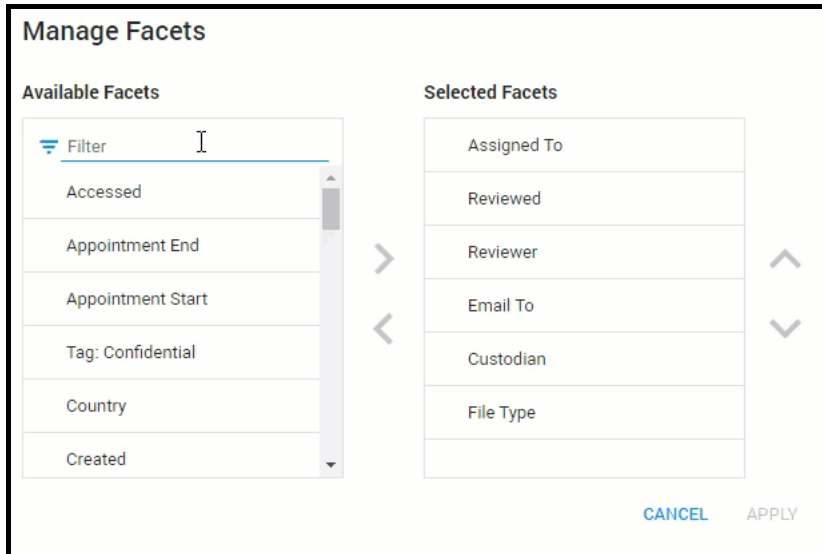 Manage Facets
Available Facets
Filter
Accessed
Appointment End
Appointment Start
Tag: Confidential
Country
Created
Selected Facets
Assigned To
Reviewed
Reviewer
Email To
Custodian
File Type
CANCEL APPLY